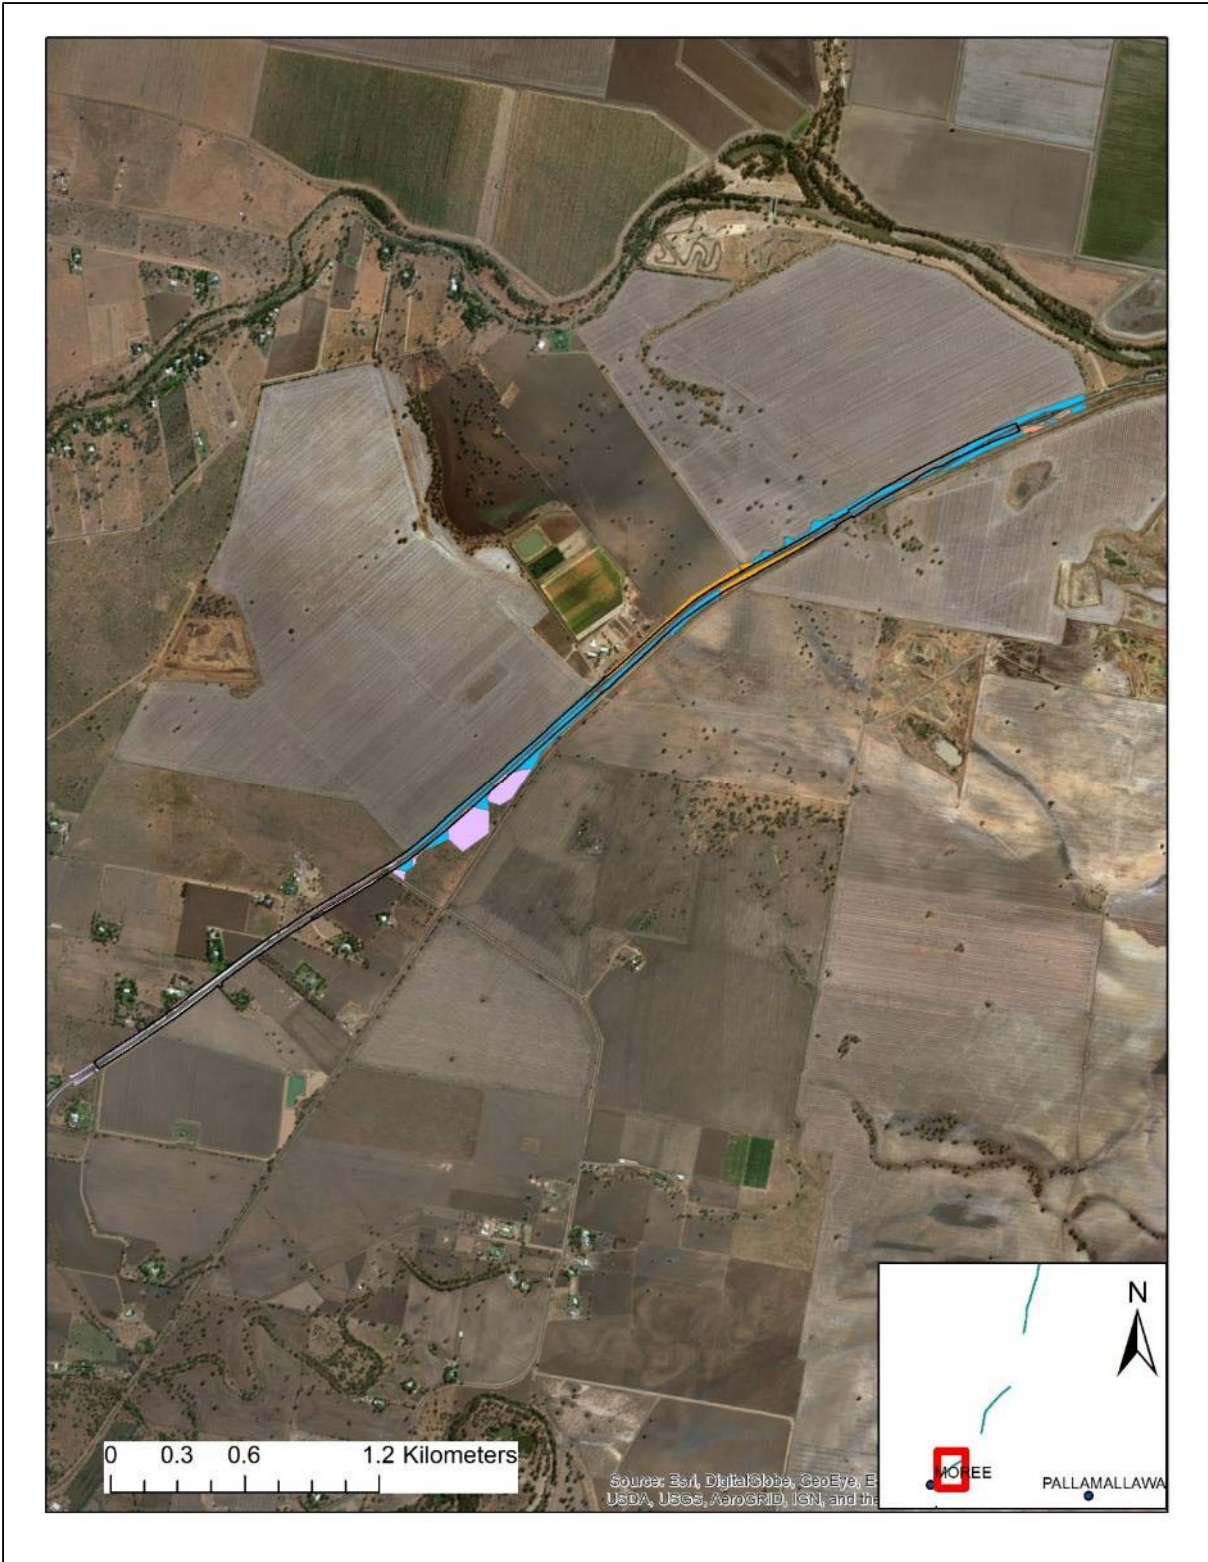 N
MOREE
PALLAMALLAWA
0 0.3 0.6 1.2 Kilometers
Source: Esri, DigitalGlobe, GeoEye, E
USDA, USGS, AeroGRID, IGN, and the